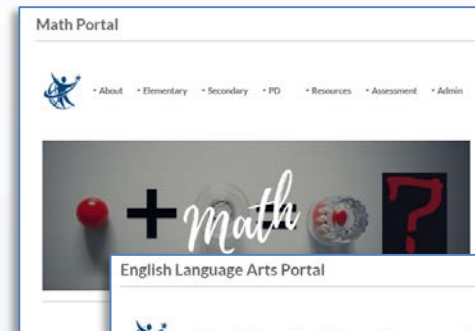 Math Portal
• About • Elementary • Secondary • PD • Resources • Assessment • Admin
Math
English Language Arts Portal